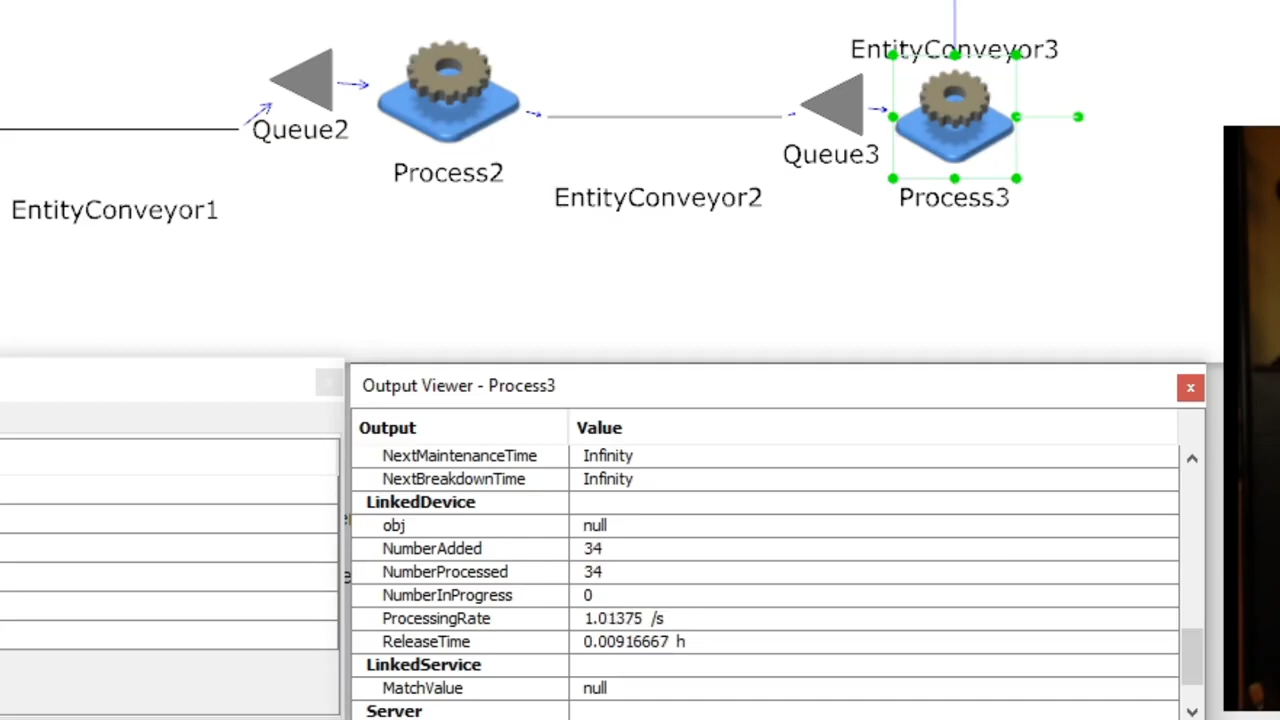 EntityConveyor3
Queue2
Queue3
Process2
EntityConveyor2
Process3
EntityConveyor1
Output Viewer - Process3
x
Output Value
NextMaintenanceTime Infinity
NextBreakdownTime Infinity
LinkedDevice
obj null
NumberAdded 34
NumberProcessed 34
NumberInProgress 0
ProcessingRate 1.01375 /s
ReleaseTime 0.00916667 h
LinkedService
MatchValue null
Server